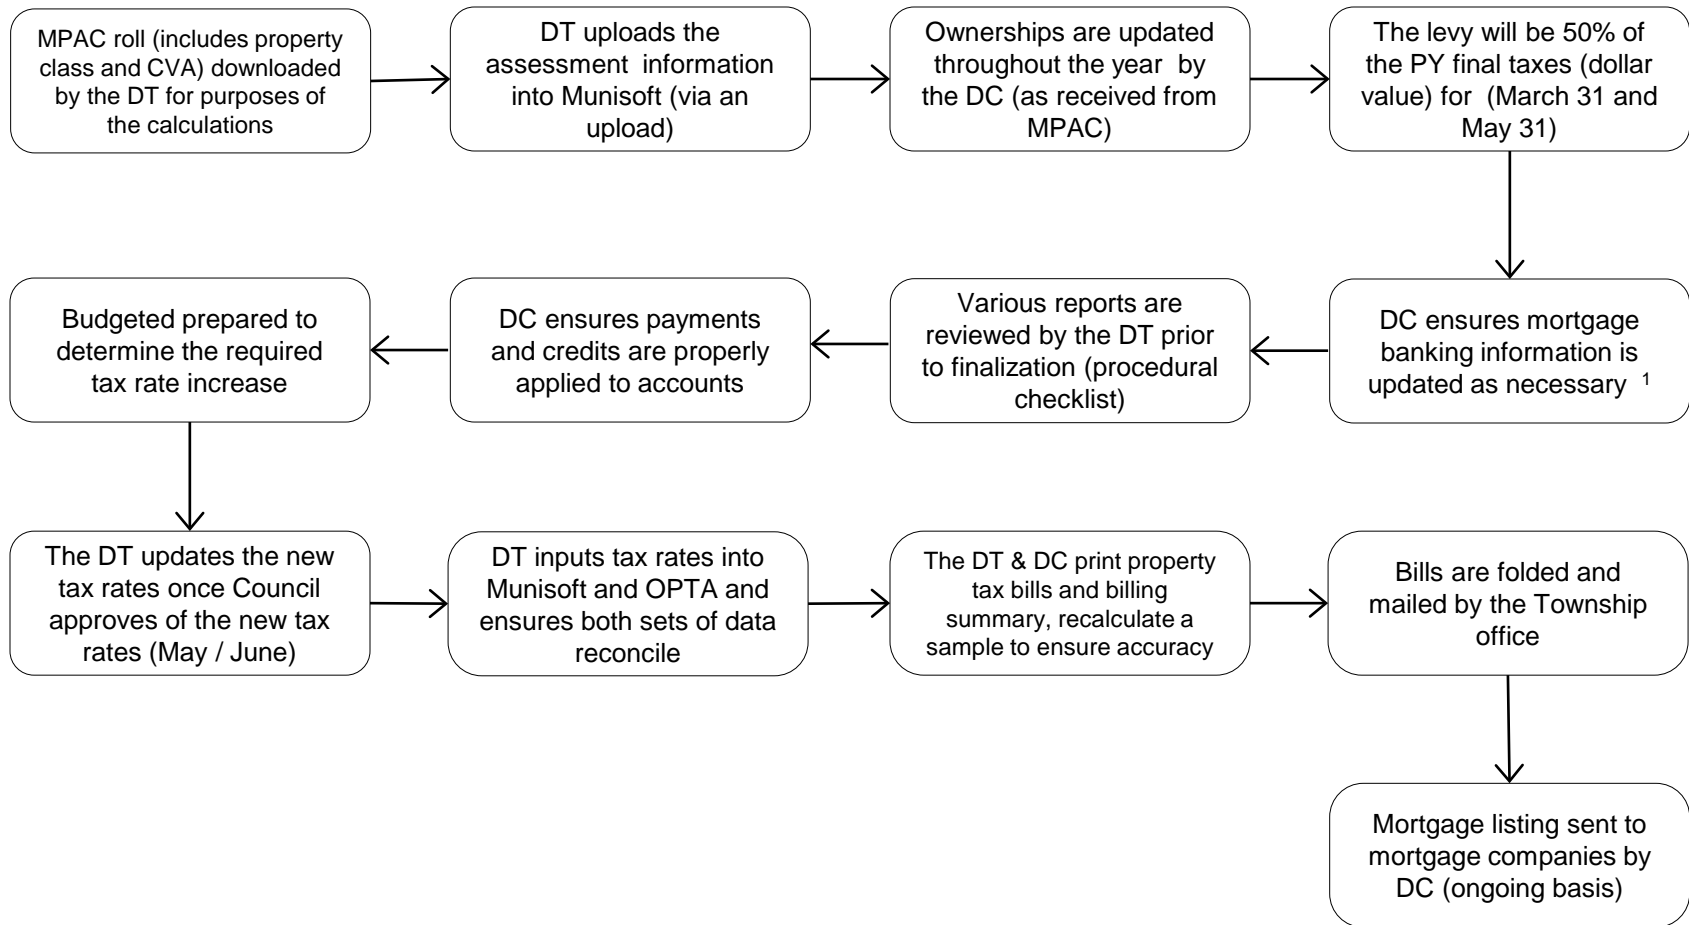 MPAC roll (includes property
class and CVA) downloaded
by the DT for purposes of
the calculations
DT uploads the
assessment information
into Munisoft (via an
upload)
Ownerships are updated
throughout the year by
the DC (as received from
MPAC)
The levy will be 50% of
the PY final taxes (dollar
value) for (March 31 and
May 31)
DC ensures mortgage
banking information is
updated as necessary 1
Various reports are
reviewed by the DT prior
to finalization (procedural
checklist)
DC ensures payments
and credits are properly
applied to accounts
Budgeted prepared to
determine the required
tax rate increase
The DT updates the new
tax rates once Council
approves of the new tax
rates (May / June)
DT inputs tax rates into
Munisoft and OPTA and
ensures both sets of data
reconcile
The DT & DC print property
tax bills and billing
summary, recalculate a
sample to ensure accuracy
Bills are folded and
mailed by the Township
office
Mortgage listing sent to
mortgage companies by
DC (ongoing basis)